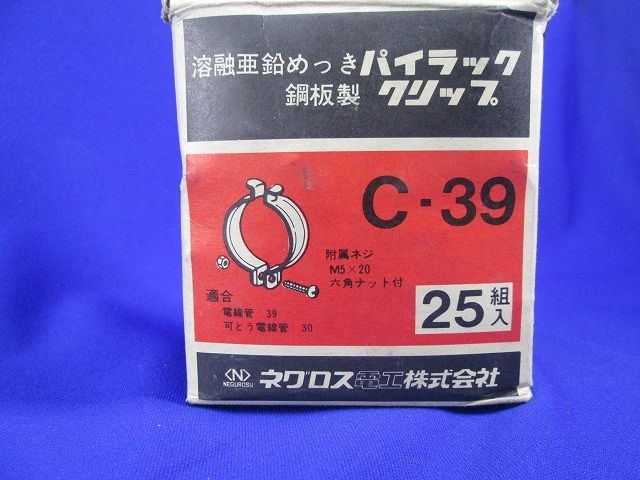 溶融亜鉛めっき パイラック
鋼板製 クリップ
C-39
附属ネジ
M5×20
六角ナット付
適合
電線管 39
可とう電線管 30
25組入
N
NEGUROSU
ネグロス電工株式会社